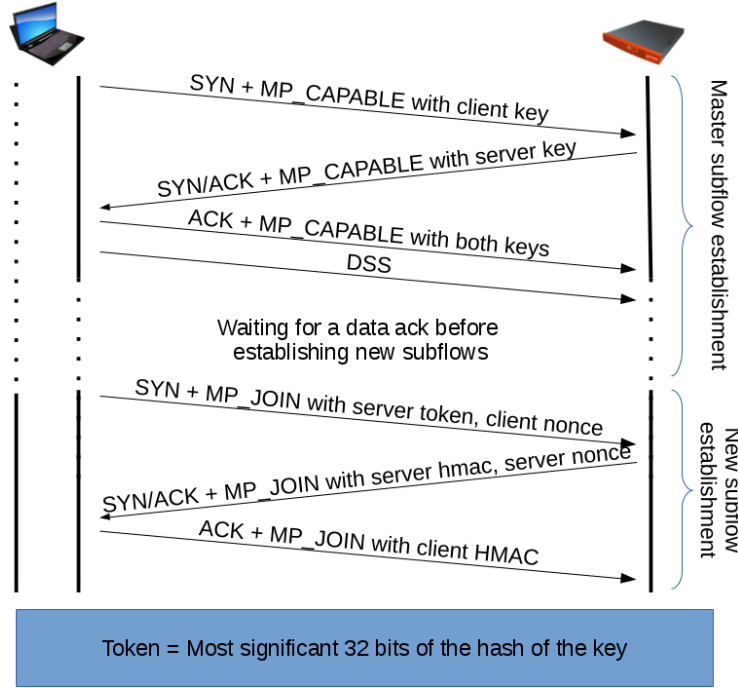 SYN + MP_CAPABLE with client key
SYN/ACK + MP_CAPABLE with server key
ACK + MP_CAPABLE with both keys
DSS
Master subflow establishment
Waiting for a data ack before
establishing new subflows
SYN + MP_JOIN with server token, client nonce
SYN/ACK + MP_JOIN with server hmac, server nonce
ACK + MP_JOIN with client HMAC
New subflow
establishment
Token = Most significant 32 bits of the hash of the key